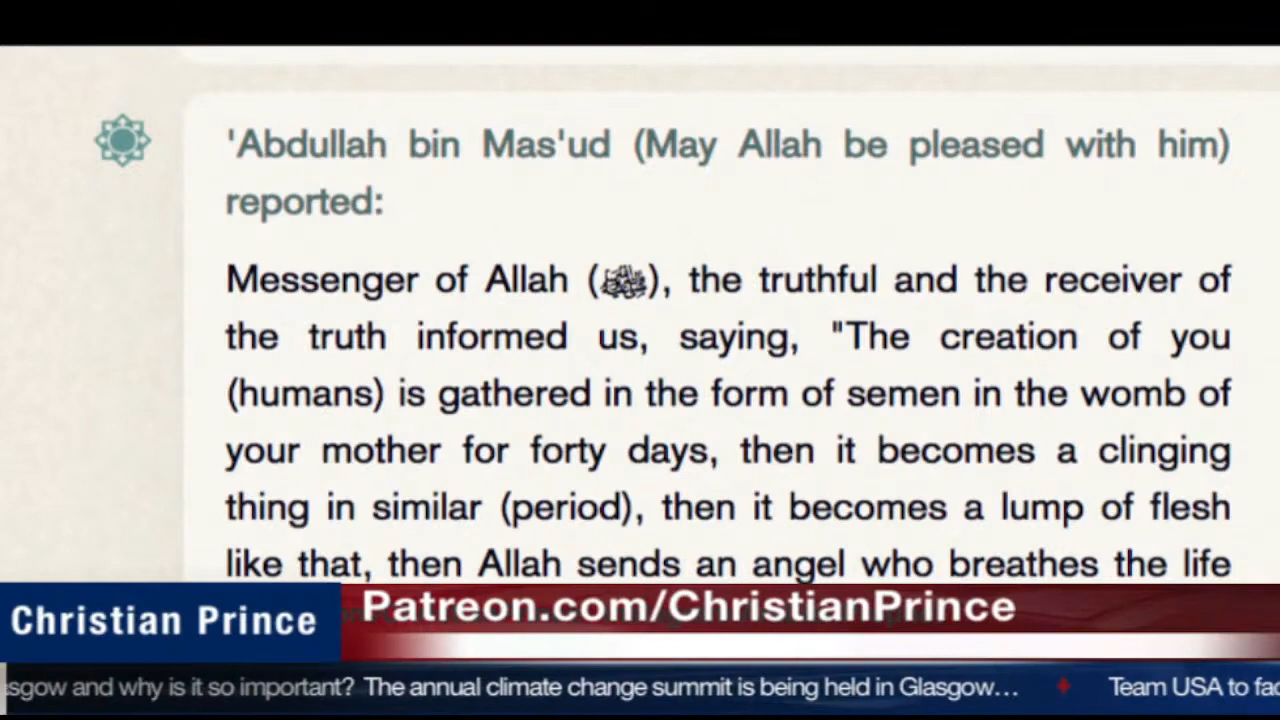 'Abdullah bin Mas'ud (May Allah be pleased with him)
reported:
Messenger of Allah (ﷺ), the truthful and the receiver of
the truth informed us, saying, "The creation of you
(humans) is gathered in the form of semen in the womb of
your mother for forty days, then it becomes a clinging
thing in similar (period), then it becomes a lump of flesh
like that, then Allah sends an angel who breathes the life
Christian Prince
Patreon.com/ChristianPrince
sgow and why is it so important? The annual climate change summit is being held in Glasgow… Team USA to fac